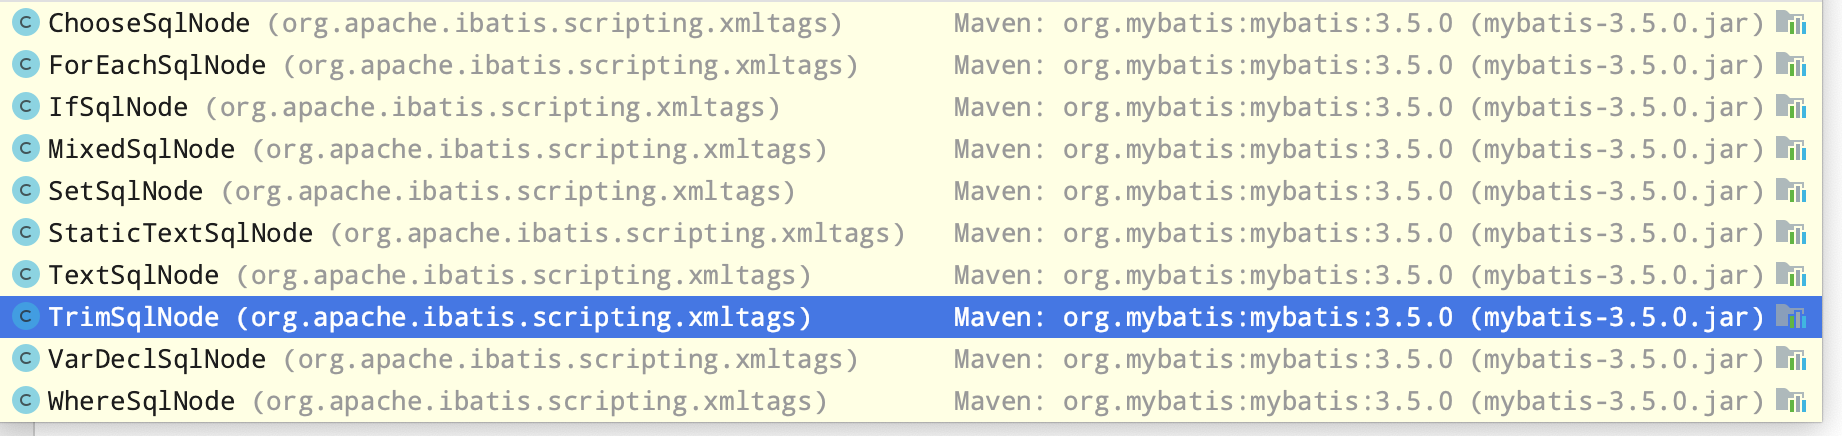 C ChooseSqlNode (org.apache.ibatis.scripting.xmltags) Maven: org.mybatis:mybatis:3.5.0 (mybatis-3.5.0.jar)
C ForEachSqlNode (org.apache.ibatis.scripting.xmltags) Maven: org.mybatis:mybatis:3.5.0 (mybatis-3.5.0.jar)
C IfSqlNode (org.apache.ibatis.scripting.xmltags) Maven: org.mybatis:mybatis:3.5.0 (mybatis-3.5.0.jar)
C MixedSqlNode (org.apache.ibatis.scripting.xmltags) Maven: org.mybatis:mybatis:3.5.0 (mybatis-3.5.0.jar)
C SetSqlNode (org.apache.ibatis.scripting.xmltags) Maven: org.mybatis:mybatis:3.5.0 (mybatis-3.5.0.jar)
C StaticTextSqlNode (org.apache.ibatis.scripting.xmltags) Maven: org.mybatis:mybatis:3.5.0 (mybatis-3.5.0.jar)
C TextSqlNode (org.apache.ibatis.scripting.xmltags) Maven: org.mybatis:mybatis:3.5.0 (mybatis-3.5.0.jar)
C TrimSqlNode (org.apache.ibatis.scripting.xmltags) Maven: org.mybatis:mybatis:3.5.0 (mybatis-3.5.0.jar)
C VarDeclSqlNode (org.apache.ibatis.scripting.xmltags) Maven: org.mybatis:mybatis:3.5.0 (mybatis-3.5.0.jar)
C WhereSqlNode (org.apache.ibatis.scripting.xmltags) Maven: org.mybatis:mybatis:3.5.0 (mybatis-3.5.0.jar)